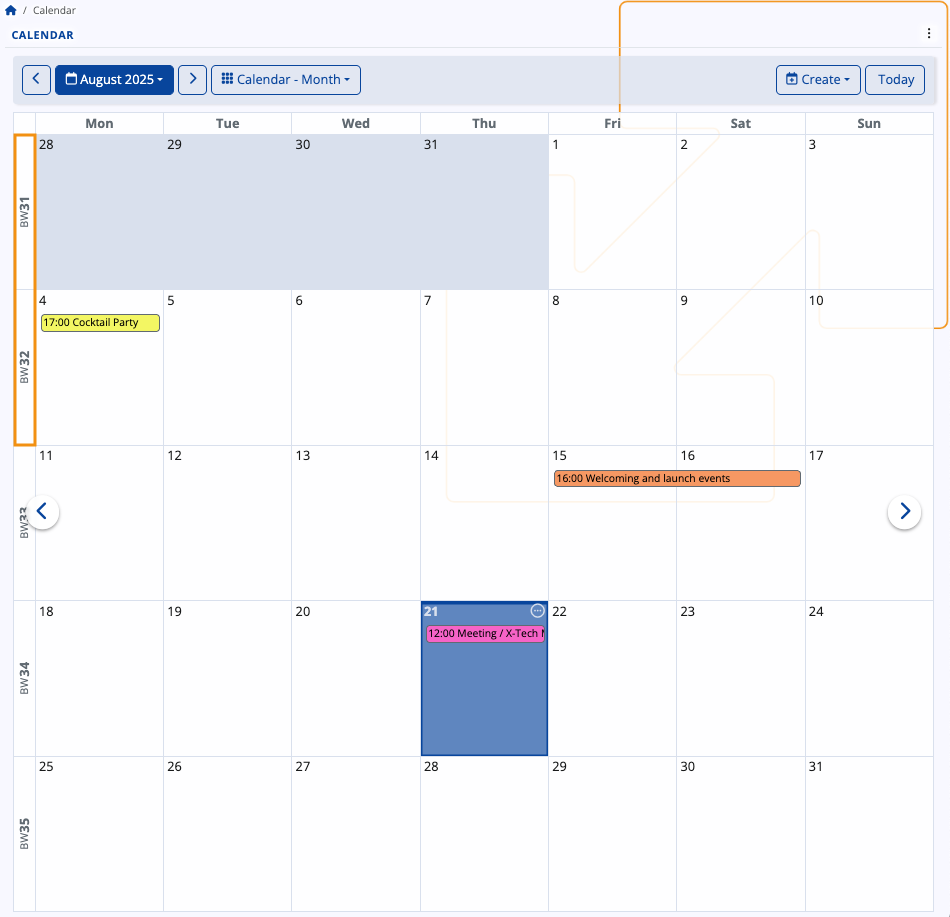 / Calendar
CALENDAR
August 2025 Calendar - Month Create Today
Mon Tue Wed Thu Fri Sat Sun
28 29 30 31 1 2 3
BW31
4 5 6 7 8 9 10
17:00 Cocktail Party
BW32
11 12 13 14 15 16 17
16:00 Welcoming and launch events
BW33
18 19 20 21 22 23 24
12:00 Meeting / X-Tech
BW34
25 26 27 28 29 30 31
BW35